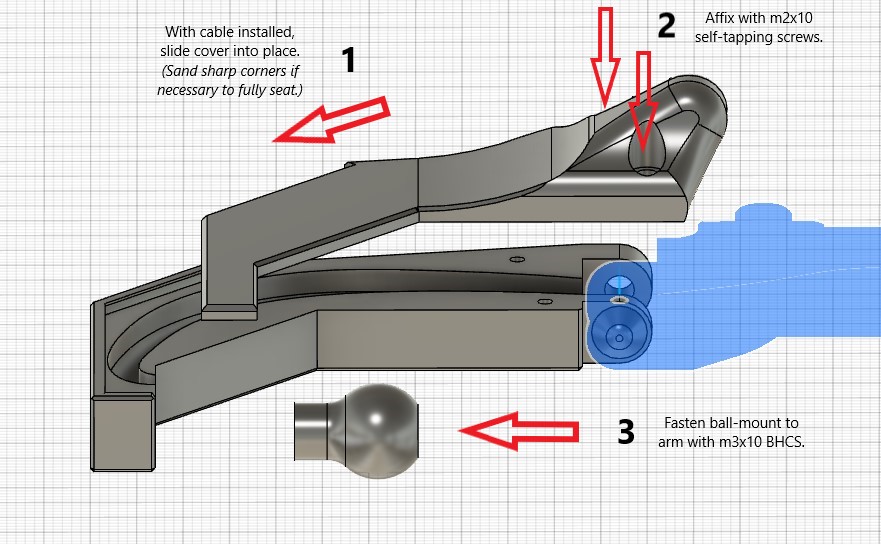 With cable installed,
slide cover into place.
(Sand sharp corners if
necessary to fully seat.)
1
2
Affix with m2x10
self-tapping screws.
3
Fasten ball-mount to
arm with m3x10 BHCS.